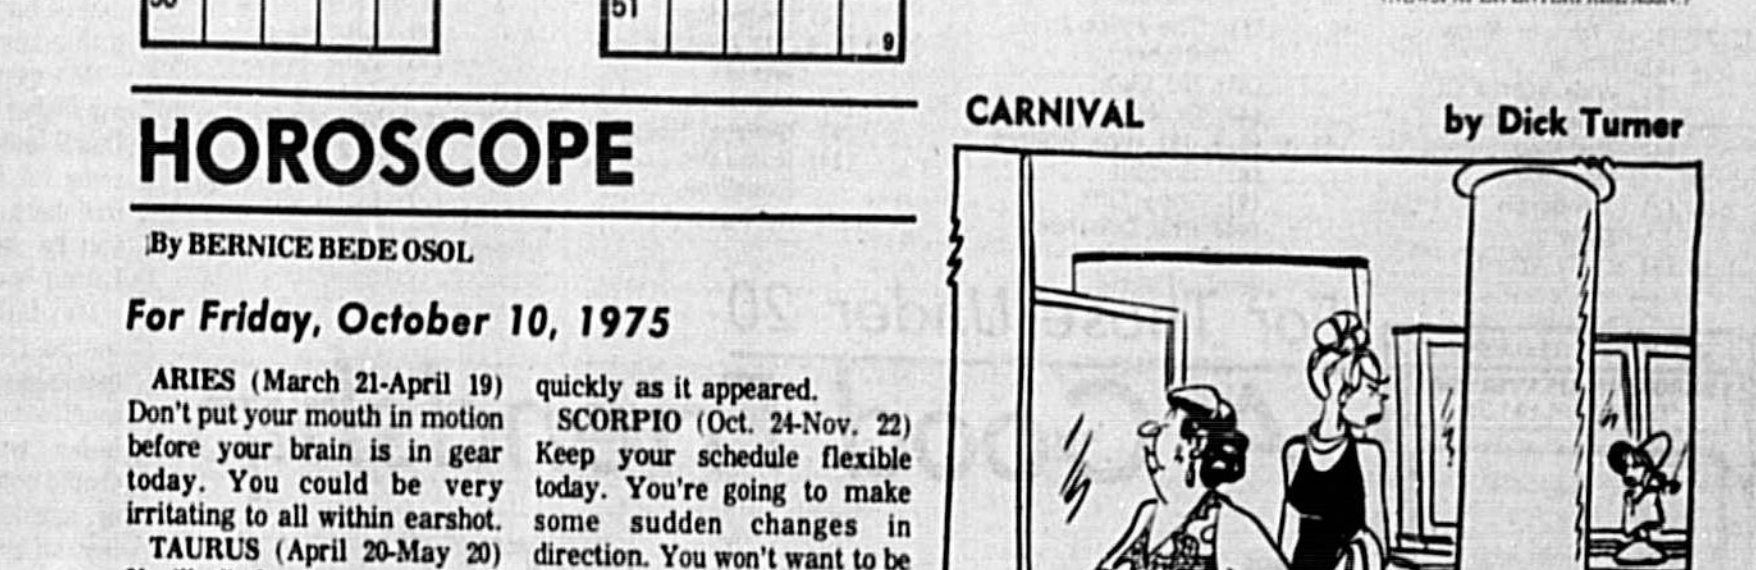 51
9
HOROSCOPE
By BERNICE BEDE OSOL
For Friday, October 10, 1975
ARIES (March 21-April 19)
Don't put your mouth in motion
before your brain is in gear
today. You could be very
irritating to all within earshot.
TAURUS (April 20-May 20)
quickly as it appeared.
SCORPIO (Oct. 24-Nov. 22)
Keep your schedule flexible
today. You're going to make
some sudden changes in
direction. You won't want to be
CARNIVAL
by Dick Turner